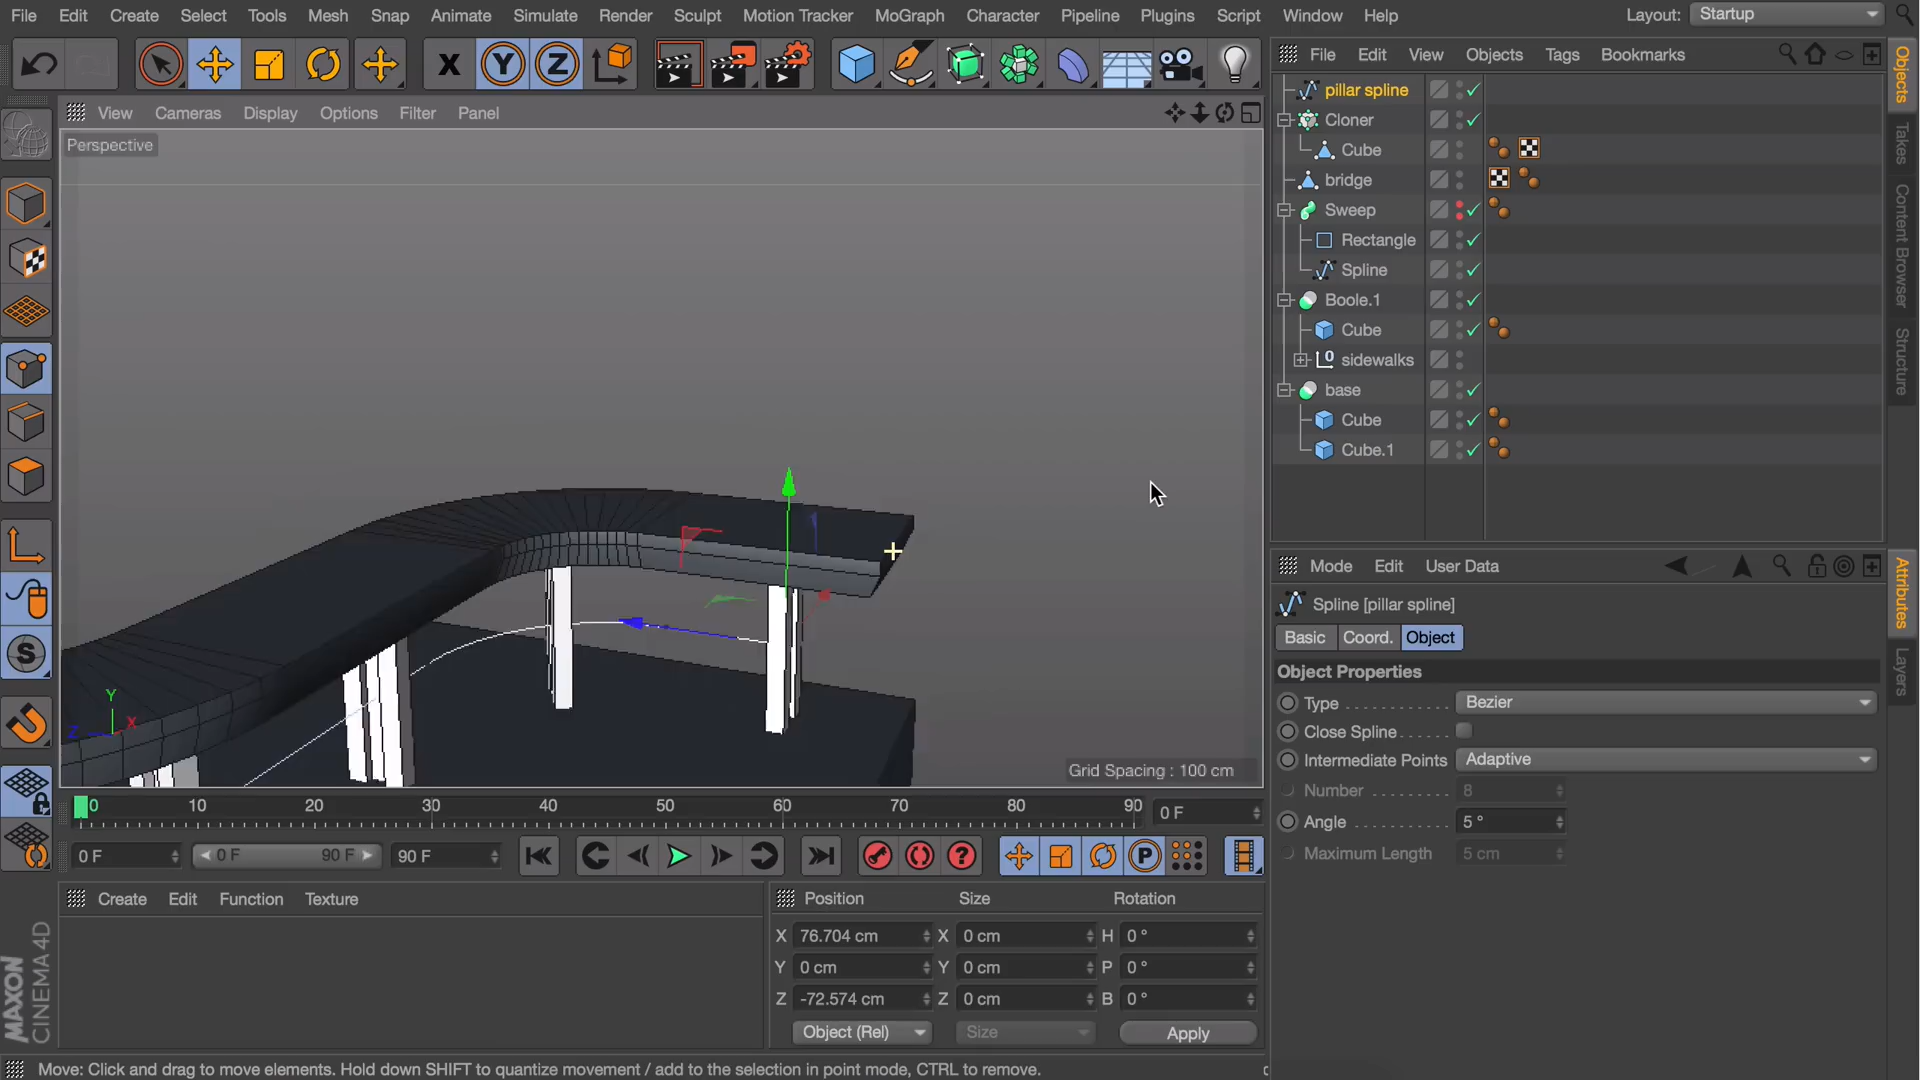 File Edit Create Select Tools Mesh Snap Animate Simulate Render Sculpt Motion Tracker MoGraph Character Pipeline Plugins Script Window Help Layout: Startup
X Y Z
File Edit View Objects Tags Bookmarks
View Cameras Display Options Filter Panel
Perspective
pillar spline
Cloner
Cube
bridge
Sweep
Rectangle
Spline
Boole.1
Cube
sidewalks
base
Cube
Cube.1
Objects
Takes
Content Browser
Structure
Y
X
Z
Grid Spacing : 100 cm
Mode Edit User Data
Spline [pillar spline]
Basic Coord. Object
Object Properties
Type Bezier
Close Spline
Intermediate Points Adaptive
Number 8
Angle 5 °
Maximum Length 5 cm
Attributes
Layers
0 10 20 30 40 50 60 70 80 90 0 F
0 F 0 F 90 F 90 F
Create Edit Function Texture
Position Size Rotation
X 76.704 cm X 0 cm H 0 °
Y 0 cm Y 0 cm P 0 °
Z -72.574 cm Z 0 cm B 0 °
Object (Rel) Size Apply
MAXON
CINEMA 4D
Move: Click and drag to move elements. Hold down SHIFT to quantize movement / add to the selection in point mode, CTRL to remove.